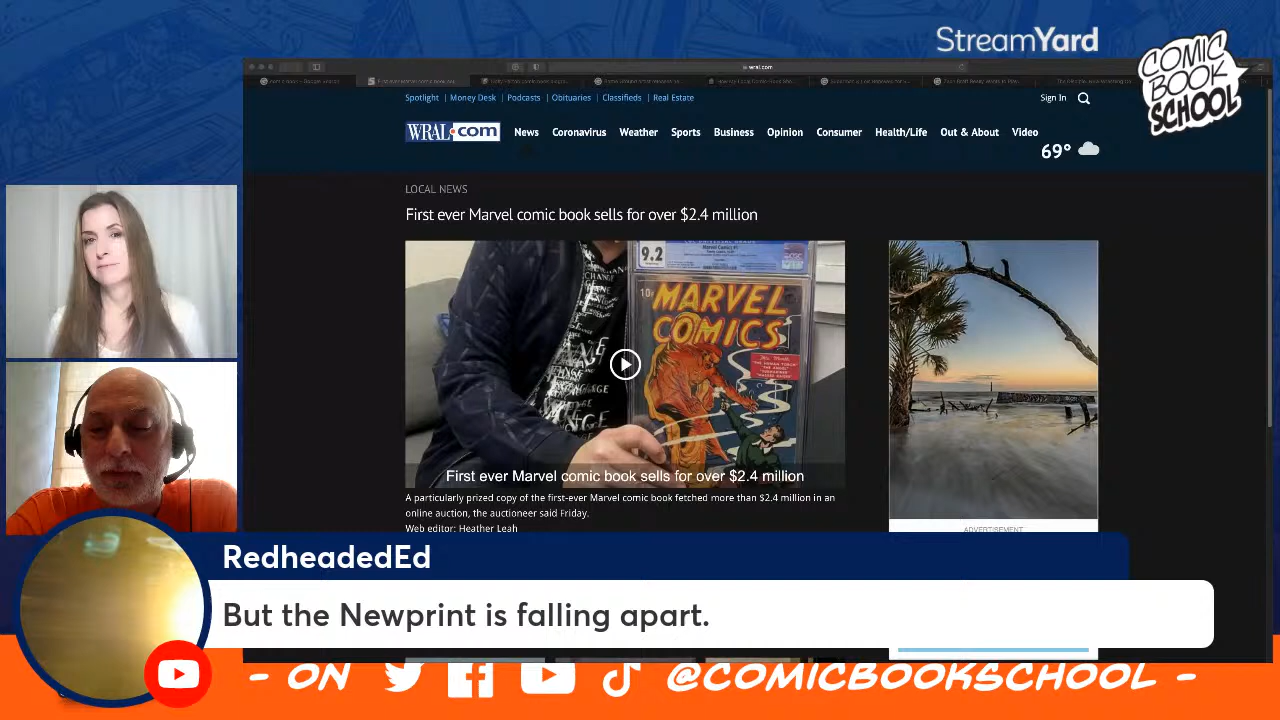 StreamYard
COMIC
BOOK
SCHOOL
wral.com
Spotlight | Money Desk | Podcasts | Obituaries | Classifieds | Real Estate
Sign In
WRAL.com
News Coronavirus Weather Sports Business Opinion Consumer Health/Life Out & About Video
69°
LOCAL NEWS
First ever Marvel comic book sells for over $2.4 million
9.2
10¢
MARVEL
COMICS
CHANGE
First ever Marvel comic book sells for over $2.4 million
A particularly prized copy of the first-ever Marvel comic book fetched more than $2.4 million in an
online auction, the auctioneer said Friday.
Web editor: Heather Leah
ADVERTISEMENT
RedheadedEd
But the Newprint is falling apart.
- ON @COMICBOOKSCHOOL -